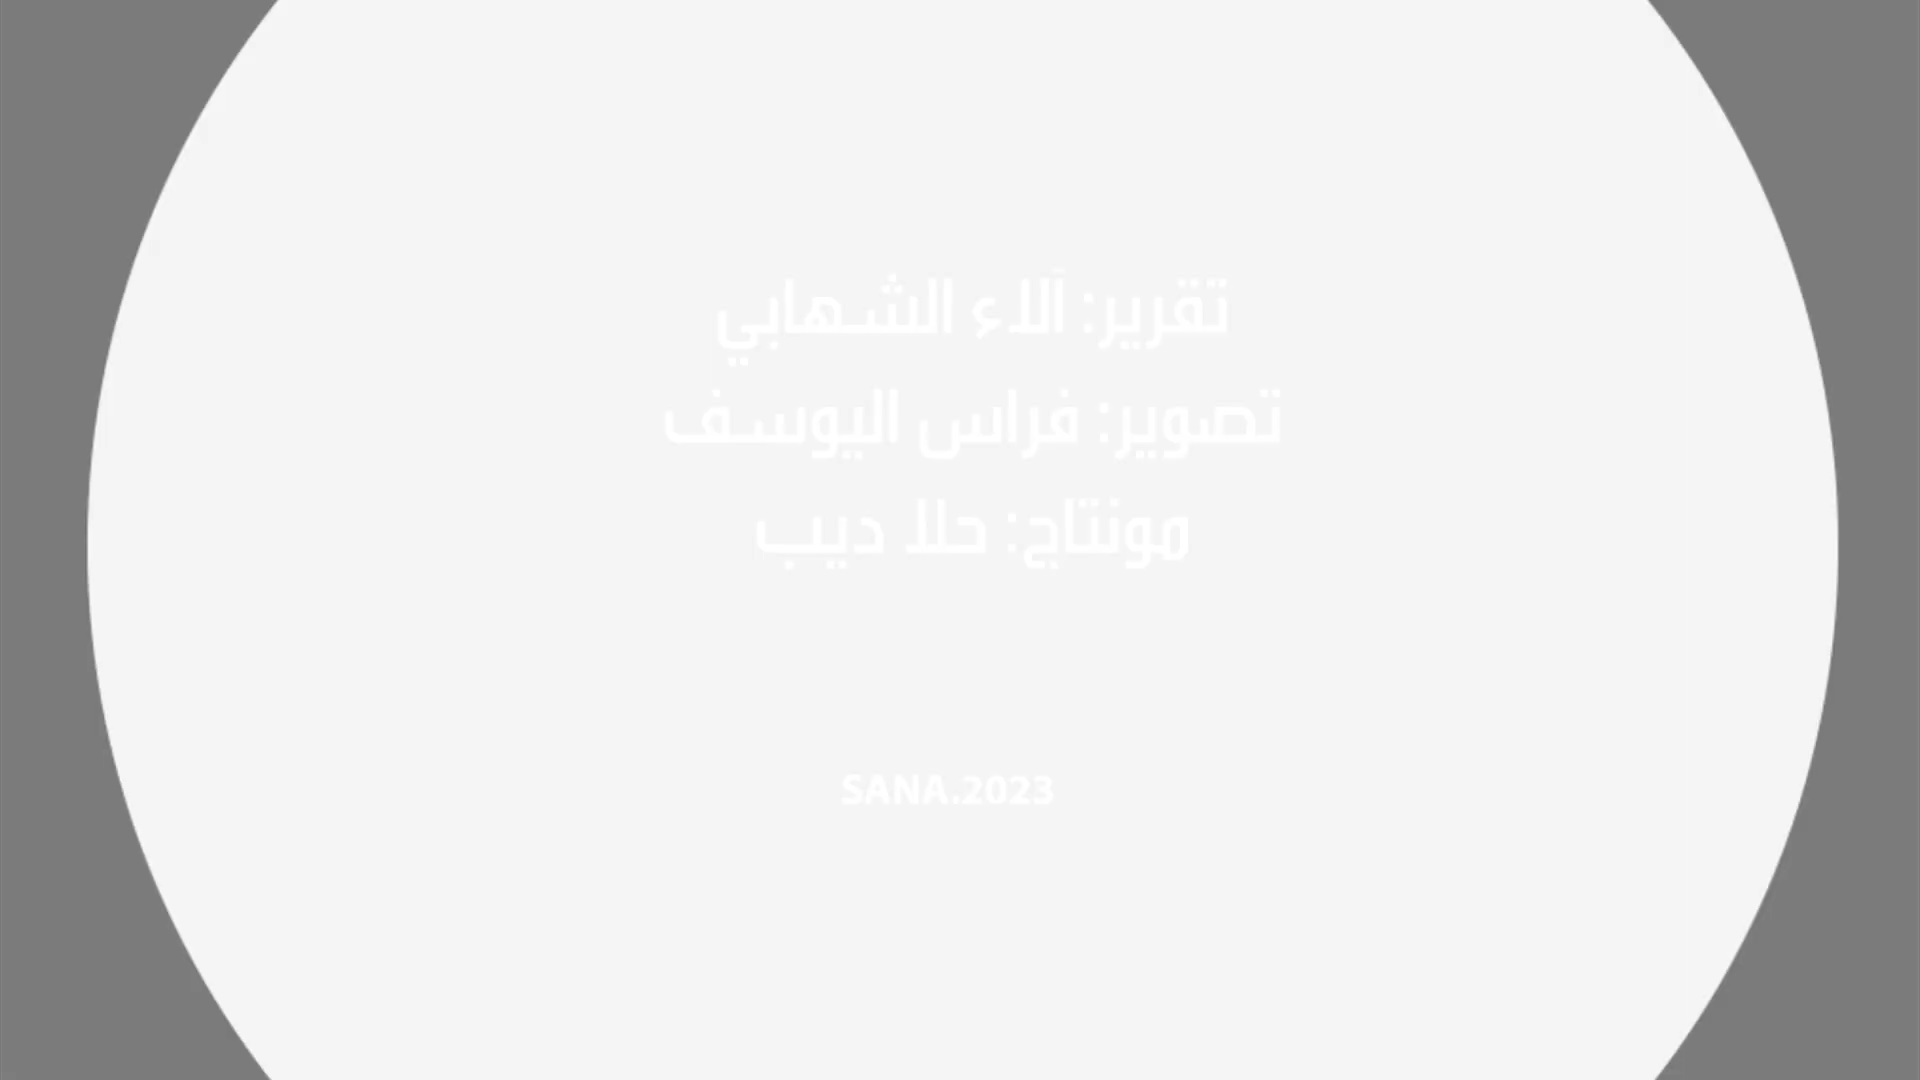 تقرير: آلاء الشهابي
تصوير: فراس اليوسف
مونتاج: حلا ديب
SANA.2023